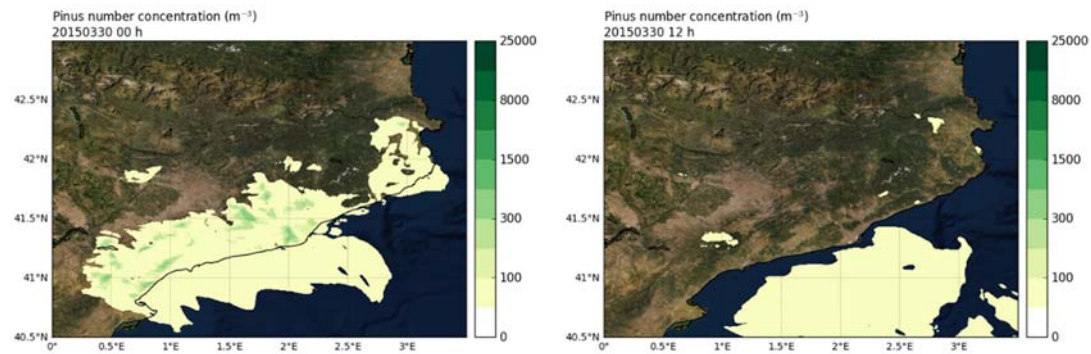 Pinus number concentration (m⁻³)
20150330 00 h
25000
8000
1500
300
100
0
42.5°N
42°N
41.5°N
41°N
40.5°N
0°
0.5°E
1°E
1.5°E
2°E
2.5°E
3°E
Pinus number concentration (m⁻³)
20150330 12 h
25000
8000
1500
300
100
0
42.5°N
42°N
41.5°N
41°N
40.5°N
0°
0.5°E
1°E
1.5°E
2°E
2.5°E
3°E